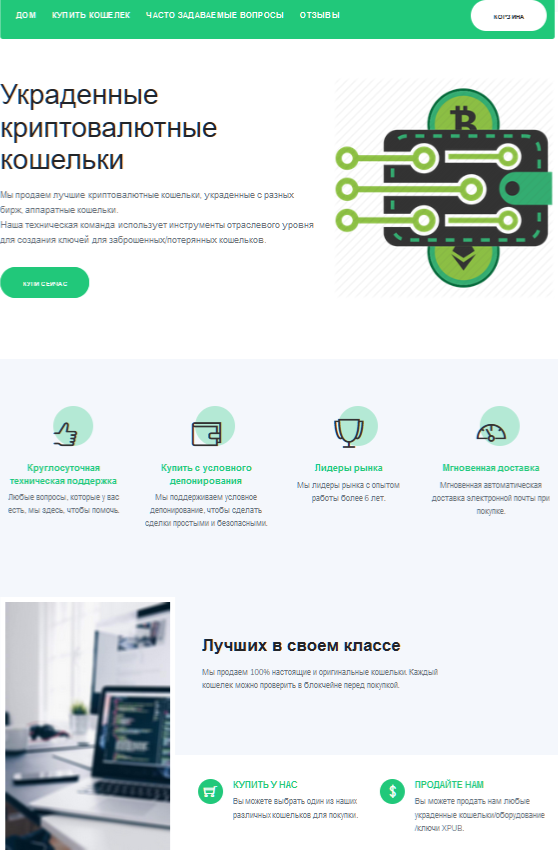 ДОМ КУПИТЬ КОШЕЛЕК ЧАСТО ЗАДАВАЕМЫЕ ВОПРОСЫ ОТЗЫВЫ КОРЗИНА
Украденные
криптовалютные
кошельки
Мы продаем лучшие криптовалютные кошельки, украденные с разных
бирж, аппаратные кошельки.
Наша техническая команда использует инструменты отраслевого уровня
для создания ключей для заброшенных/потерянных кошельков.
КУПИ СЕЙЧАС
Круглосуточная
техническая поддержка
Любые вопросы, которые у вас
есть, мы здесь, чтобы помочь.
Купить с условного
депонирования
Мы поддерживаем условное
депонирование, чтобы сделать
сделки простыми и безопасными.
Лидеры рынка
Мы лидеры рынка с опытом
работы более 6 лет.
Мгновенная доставка
Мгновенная автоматическая
доставка электронной почты при
покупке.
Лучших в своем классе
Мы продаем 100% настоящие и оригинальные кошельки. Каждый
кошелек можно проверить в блокчейне перед покупкой.
КУПИТЬ У НАС
Вы можете выбрать один из наших
различных кошельков для покупки.
ПРОДАЙТЕ НАМ
Вы можете продать нам любые
украденные кошельки/оборудование
/ключи XPUB.